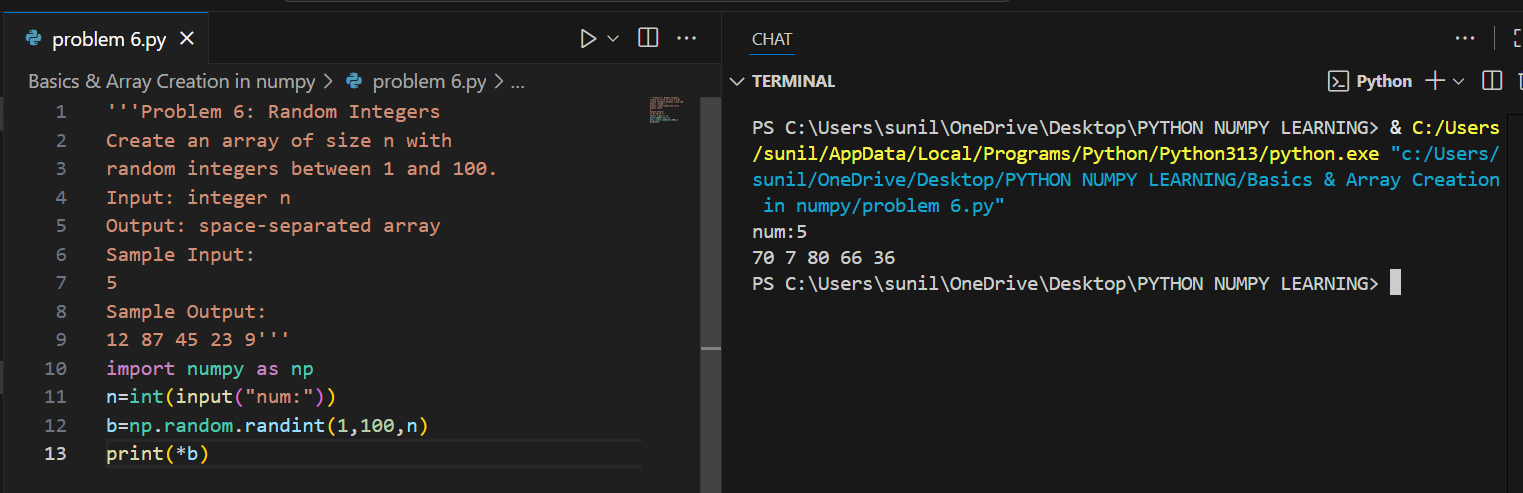 problem 6.py
Basics & Array Creation in numpy > problem 6.py > ...
1 '''Problem 6: Random Integers
2 Create an array of size n with
3 random integers between 1 and 100.
4 Input: integer n
5 Output: space-separated array
6 Sample Input:
7 5
8 Sample Output:
9 12 87 45 23 9'''
10 import numpy as np
11 n=int(input("num:"))
12 b=np.random.randint(1,100,n)
13 print(*b)
CHAT
TERMINAL
Python
PS C:\Users\sunil\OneDrive\Desktop\PYTHON NUMPY LEARNING> & C:/Users
/sunil/AppData/Local/Programs/Python/Python313/python.exe "c:/Users/
sunil/OneDrive/Desktop/PYTHON NUMPY LEARNING/Basics & Array Creation
in numpy/problem 6.py"
num:5
70 7 80 66 36
PS C:\Users\sunil\OneDrive\Desktop\PYTHON NUMPY LEARNING>